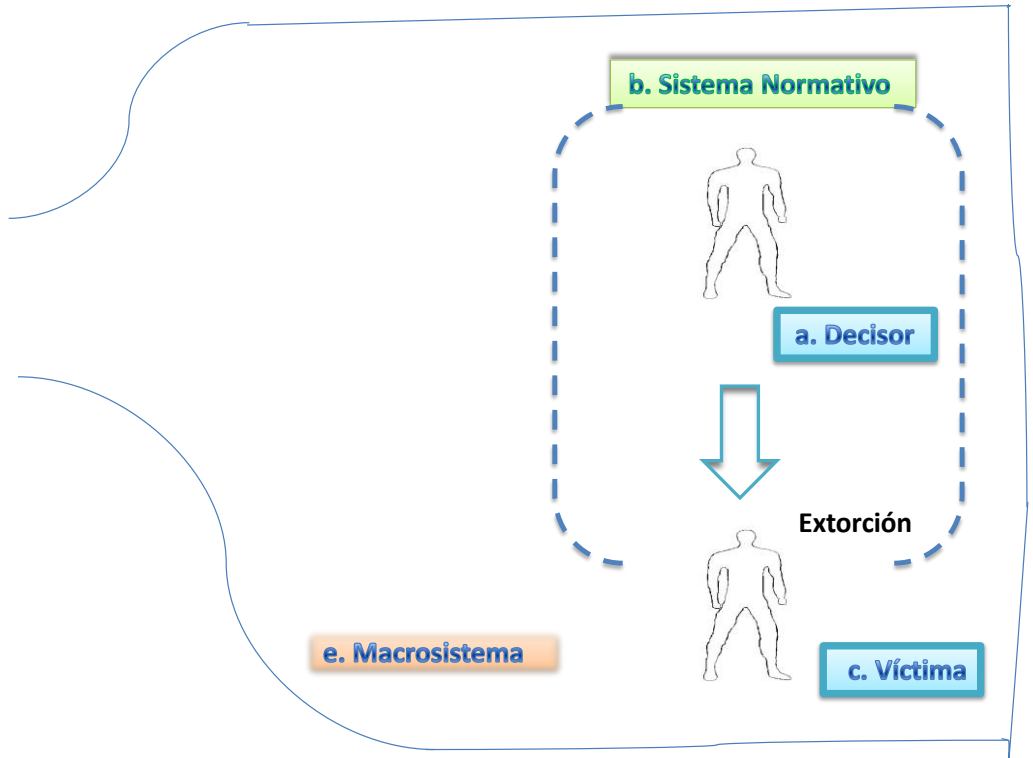 b. Sistema Normativo
a. Decisor
Extorción
e. Macrosistema
c. Víctima